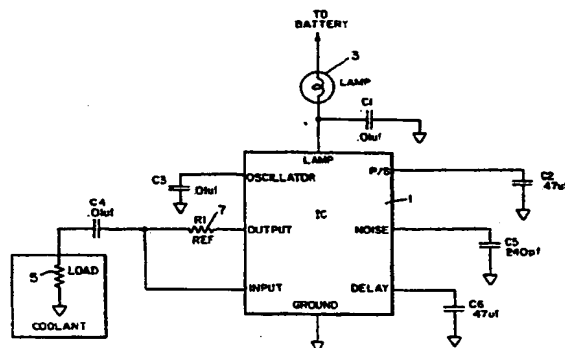 TO
BATTERY
3
LAMP
C1
.01uf
LAMP
C3
.01uf
OSCILLATOR
P/S
C2
47uf
1
C4
.01uf
R1
7
REF
OUTPUT
IC
NOISE
C5
240pf
5
LOAD
INPUT
DELAY
C6
47uf
COOLANT
GROUND